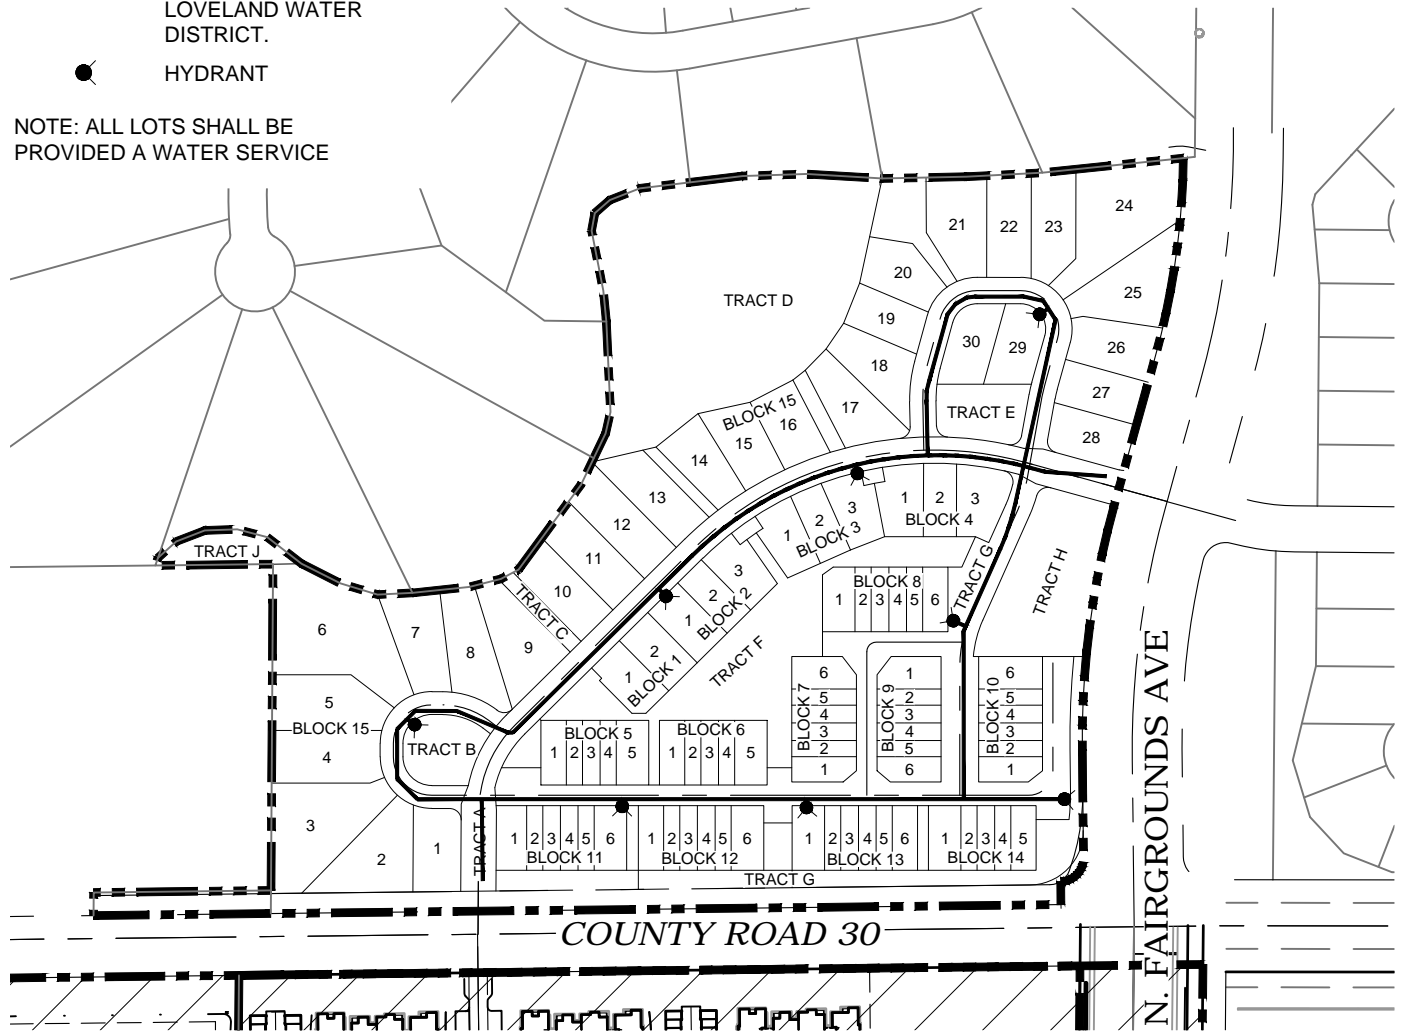 LOVELAND WATER
DISTRICT.
HYDRANT
NOTE: ALL LOTS SHALL BE
PROVIDED A WATER SERVICE
24
21
22
23
20
25
TRACT D
19
30
29
26
18
27
TRACT E
17
BLOCK 15
16
15
28
14
13
12
11
10
9
8
7
6
1
2
3
BLOCK 4
1
2
3
BLOCK 3
TRACT J
TRACT C
1
2
3
BLOCK 2
1
2
BLOCK 1
TRACT F
BLOCK 8
1 2 3 4 5 6
TRACT G
TRACT H
5
BLOCK 15
4
TRACT B
BLOCK 5
1 2 3 4 5
BLOCK 6
1 2 3 4 5
BLOCK 7
6
5
4
3
2
1
BLOCK 9
1
2
3
4
5
6
BLOCK 10
6
5
4
3
2
1
3
2
1
TRACT A
1 2 3 4 5 6
BLOCK 11
1 2 3 4 5 6
BLOCK 12
1 2 3 4 5 6
BLOCK 13
1 2 3 4 5
BLOCK 14
TRACT G
COUNTY ROAD 30
N. FAIRGROUNDS AVE